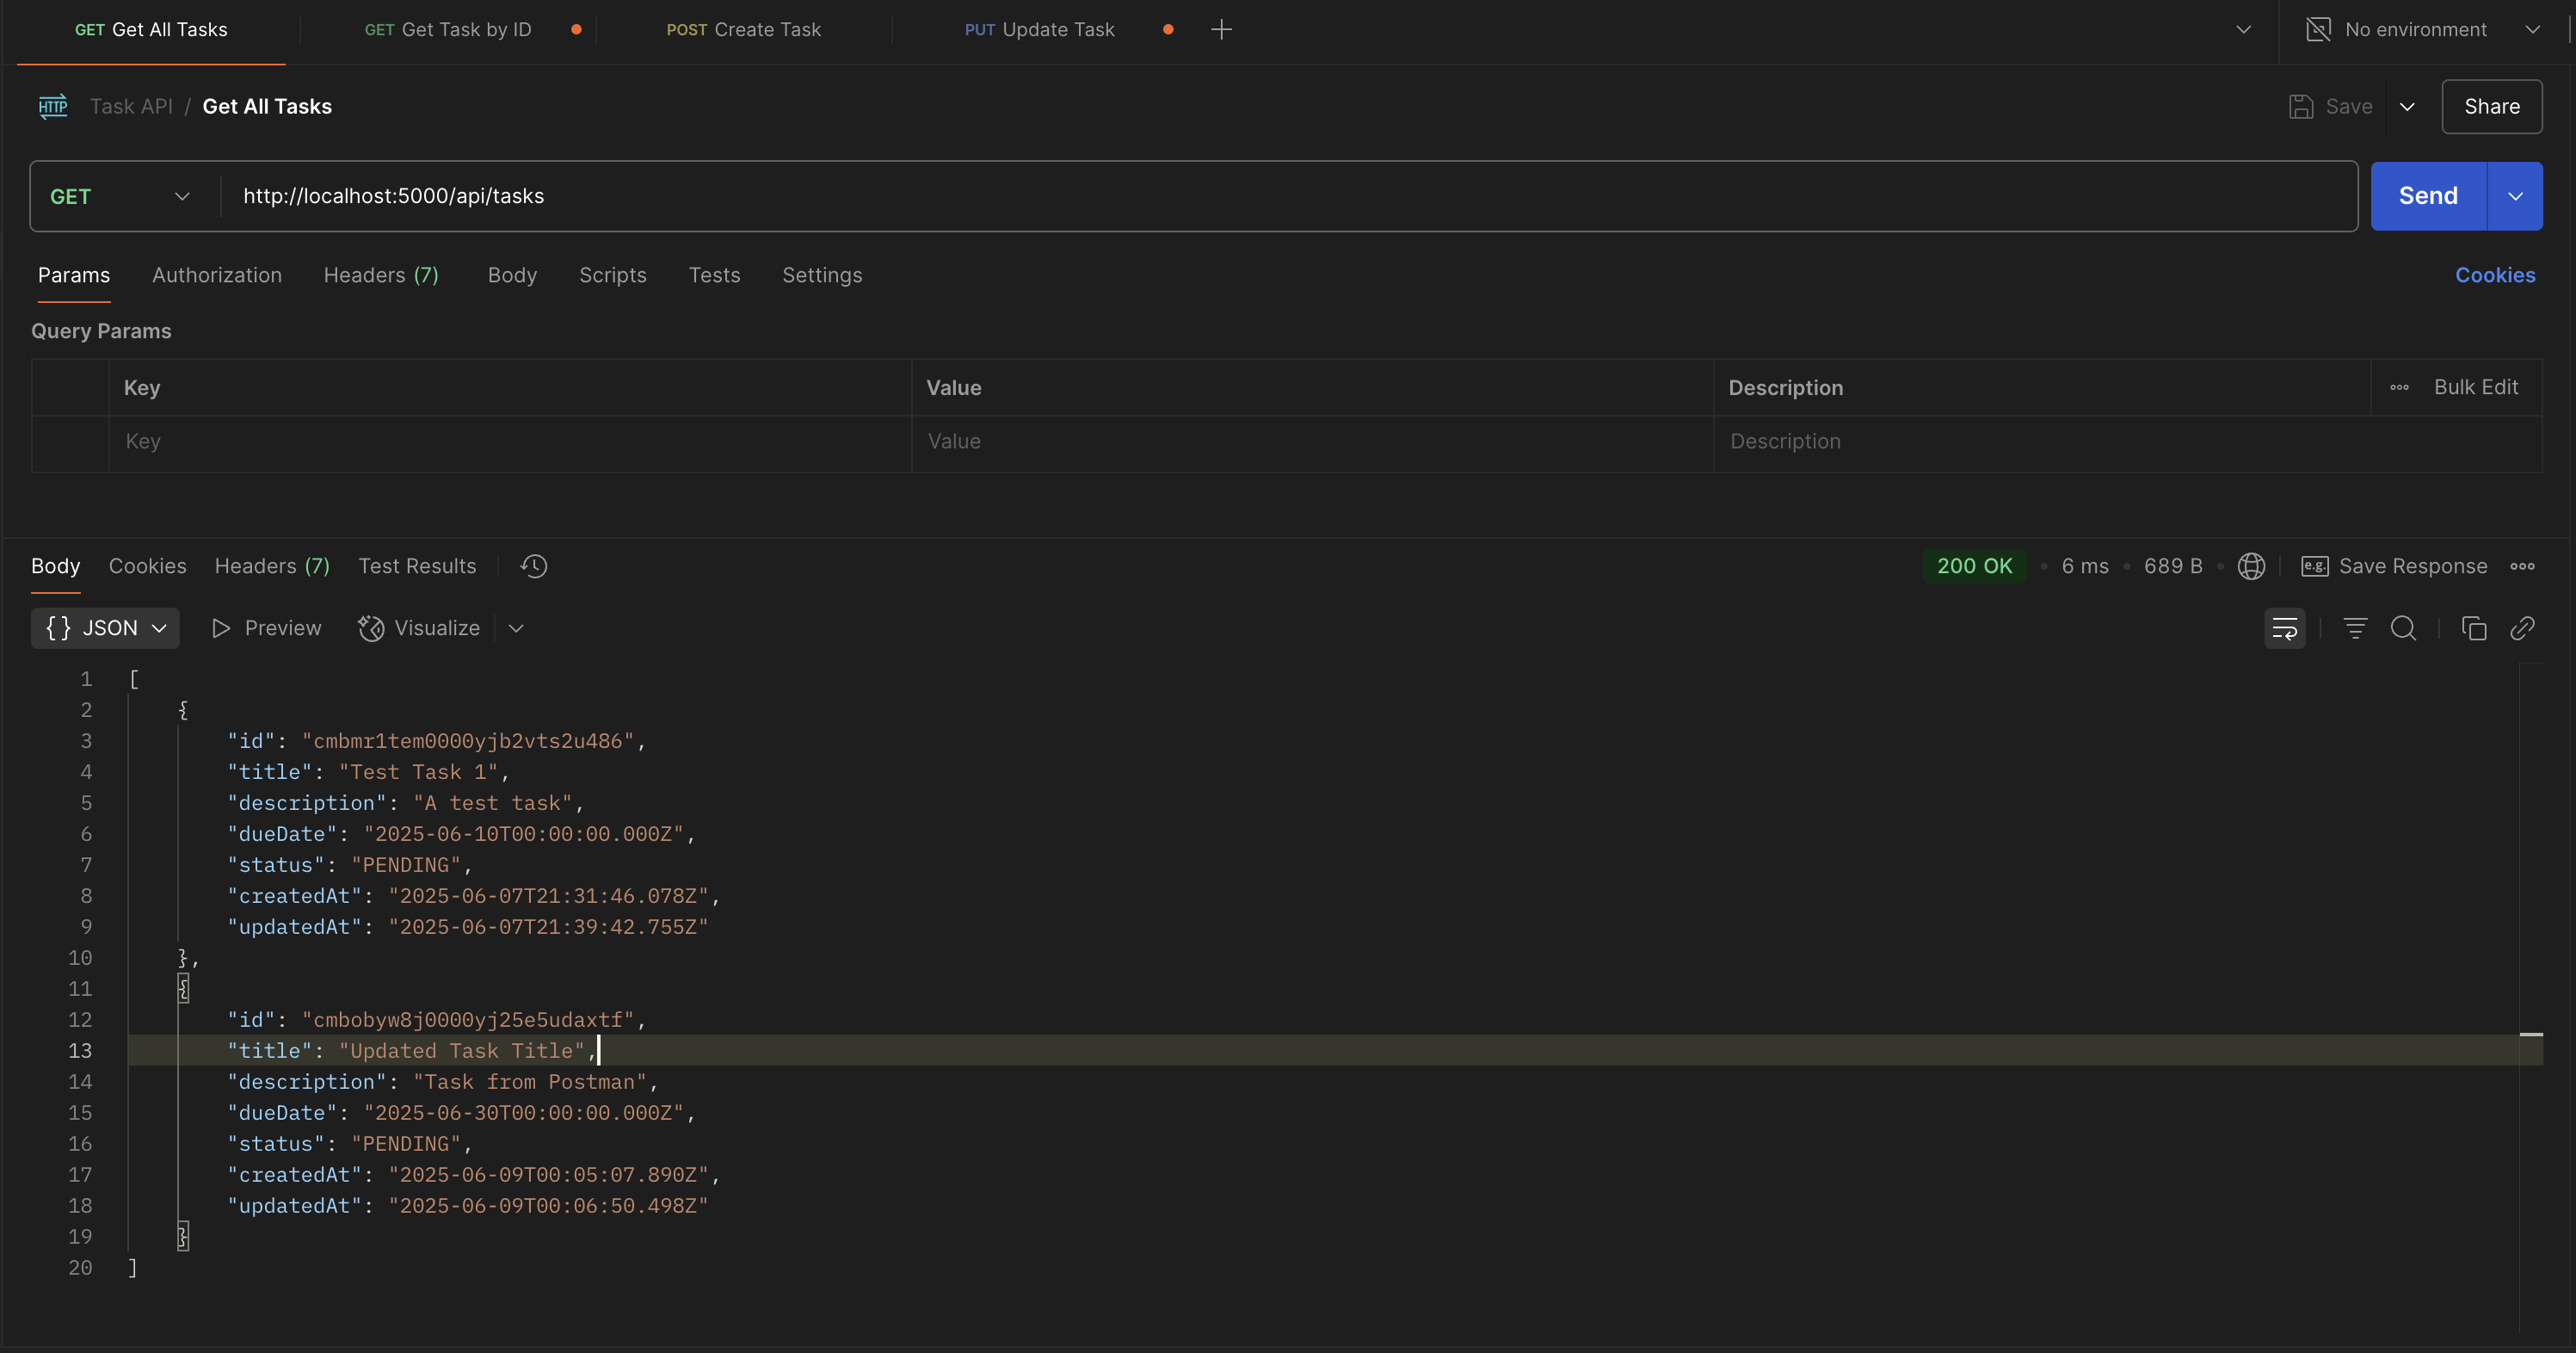 GET Get All Tasks GET Get Task by ID POST Create Task PUT Update Task No environment
HTTP Task API / Get All Tasks Save Share
GET http://localhost:5000/api/tasks Send
Params Authorization Headers (7) Body Scripts Tests Settings Cookies
Query Params
Key Value Description Bulk Edit
Key Value Description
Body Cookies Headers (7) Test Results 200 OK • 6 ms • 689 B • e.g. Save Response
{} JSON Preview Visualize
1 [
2 {
3 "id": "cmbmr1tem0000yjb2vts2u486",
4 "title": "Test Task 1",
5 "description": "A test task",
6 "dueDate": "2025-06-10T00:00:00.000Z",
7 "status": "PENDING",
8 "createdAt": "2025-06-07T21:31:46.078Z",
9 "updatedAt": "2025-06-07T21:39:42.755Z"
10 },
11 {
12 "id": "cmbobyw8j0000yj25e5udaxtf",
13 "title": "Updated Task Title",
14 "description": "Task from Postman",
15 "dueDate": "2025-06-30T00:00:00.000Z",
16 "status": "PENDING",
17 "createdAt": "2025-06-09T00:05:07.890Z",
18 "updatedAt": "2025-06-09T00:06:50.498Z"
19 }
20 ]